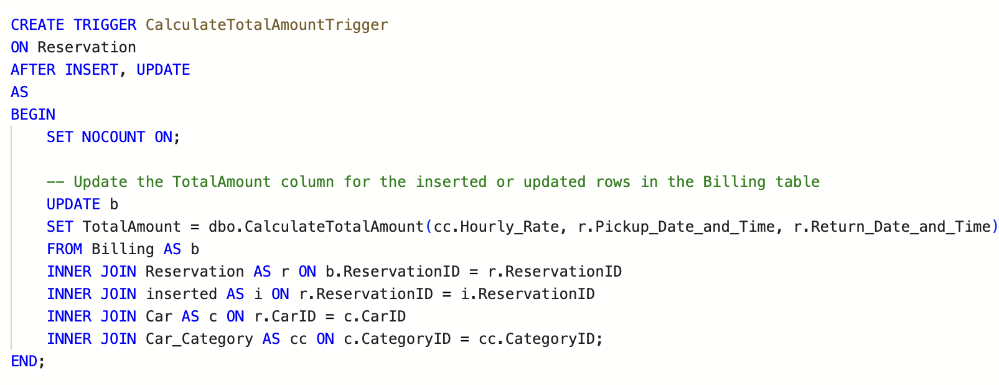 CREATE TRIGGER CalculateTotalAmountTrigger
ON Reservation
AFTER INSERT, UPDATE
AS
BEGIN
    SET NOCOUNT ON;

    -- Update the TotalAmount column for the inserted or updated rows in the Billing table
    UPDATE b
    SET TotalAmount = dbo.CalculateTotalAmount(cc.Hourly_Rate, r.Pickup_Date_and_Time, r.Return_Date_and_Time)
    FROM Billing AS b
    INNER JOIN Reservation AS r ON b.ReservationID = r.ReservationID
    INNER JOIN inserted AS i ON r.ReservationID = i.ReservationID
    INNER JOIN Car AS c ON r.CarID = c.CarID
    INNER JOIN Car_Category AS cc ON c.CategoryID = cc.CategoryID;
END;